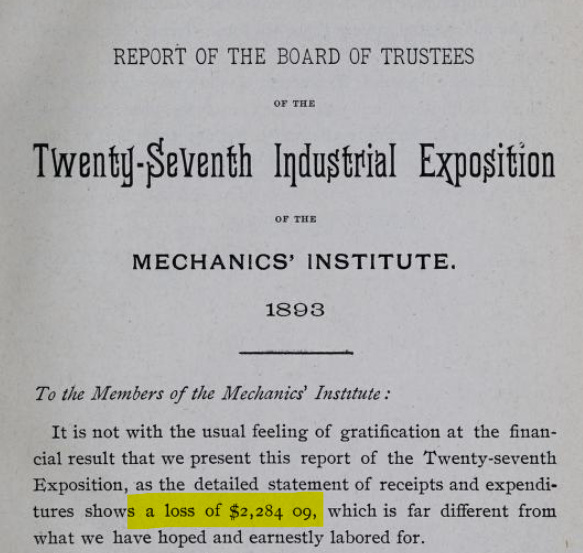 REPORT OF THE BOARD OF TRUSTEES
OF THE
Twenty-Seventh Industrial Exposition
OF THE
MECHANICS' INSTITUTE.
1893
To the Members of the Mechanics' Institute:
It is not with the usual feeling of gratification at the finan-
cial result that we present this report of the Twenty-seventh
Exposition, as the detailed statement of receipts and expendi-
tures shows a loss of $2,284 09, which is far different from
what we have hoped and earnestly labored for.